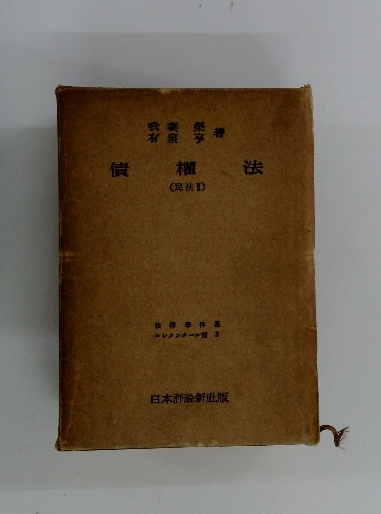 我妻榮
有泉亨 著
債權法
(民法Ⅱ)
法律學体系
コンメンタール篇 3
日本評論新社版